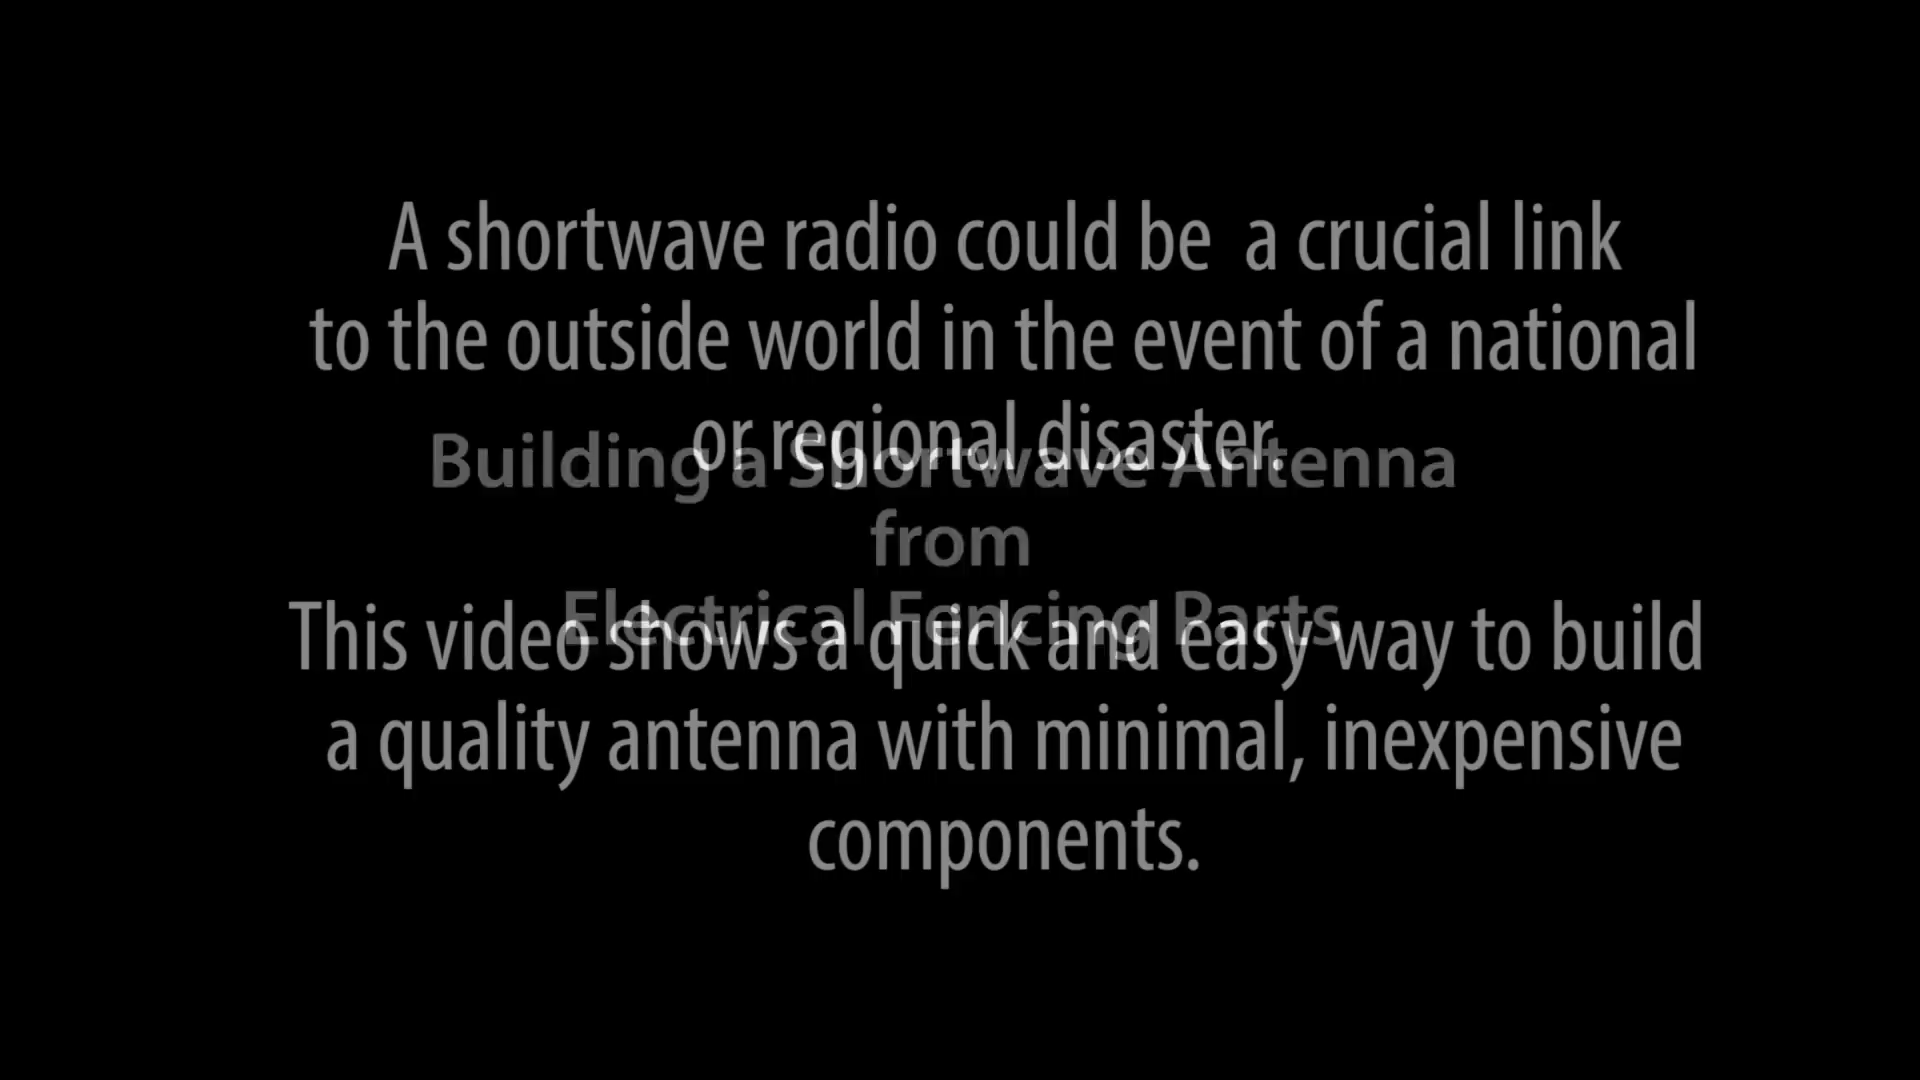 A shortwave radio could be a crucial link
to the outside world in the event of a national
or regional disaster.
Building a Shortwave Antenna
from
Electrical Fencing Parts
This video shows a quick and easy way to build
a quality antenna with minimal, inexpensive
components.